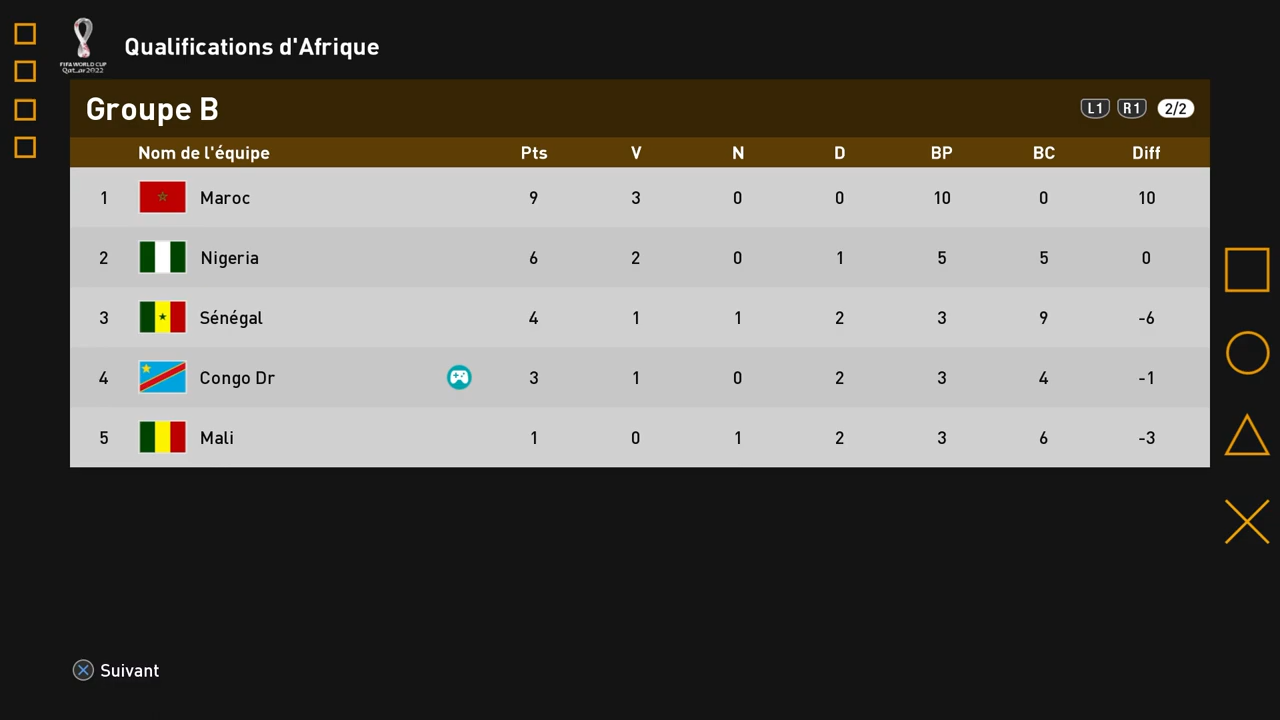 FIFA WORLD CUP
Qatar2022
Qualifications d'Afrique
Groupe B L1 R1 2/2
Nom de l'équipe Pts V N D BP BC Diff
1 Maroc 9 3 0 0 10 0 10
2 Nigeria 6 2 0 1 5 5 0
3 Sénégal 4 1 1 2 3 9 -6
4 Congo Dr 3 1 0 2 3 4 -1
5 Mali 1 0 1 2 3 6 -3
Suivant